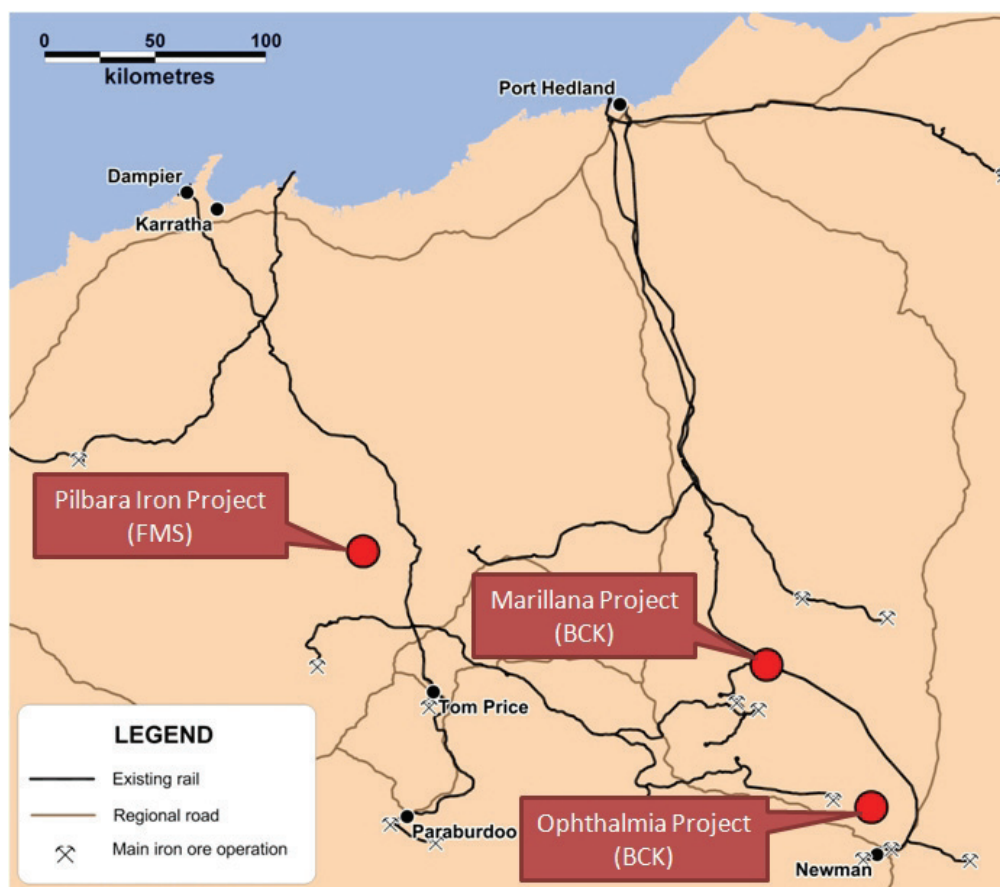 0 50 100
kilometres
Port Hedland
Dampier
Karratha
Pilbara Iron Project
(FMS)
Marillana Project
(BCK)
Tom Price
LEGEND
Existing rail
Regional road
Main iron ore operation
Paraburdoo
Ophthalmia Project
(BCK)
Newman